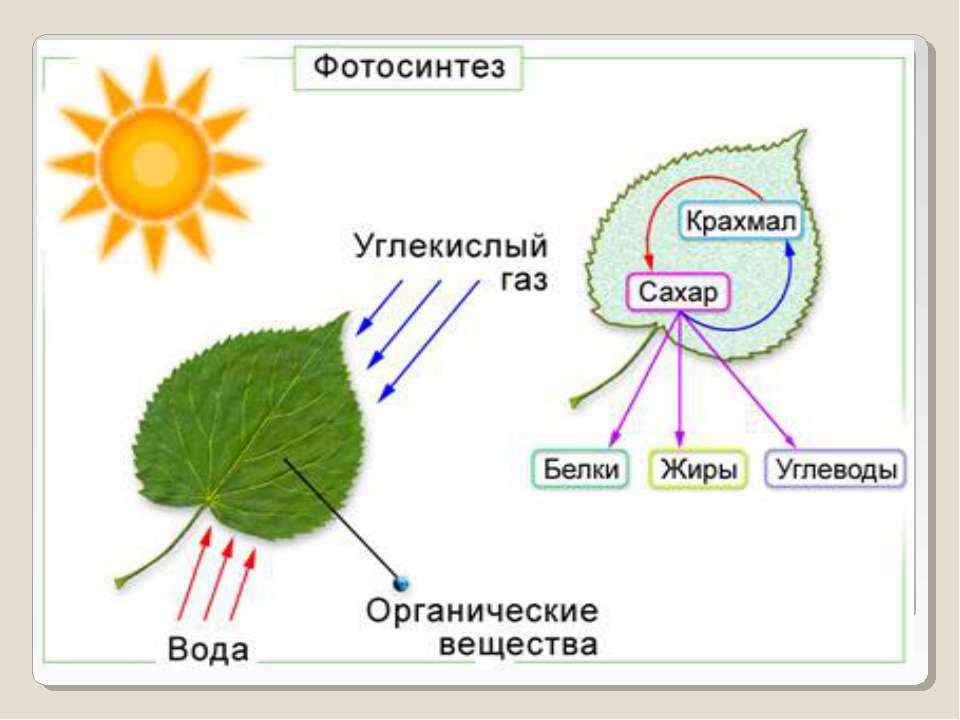 Фотосинтез
Углекислый
газ
Крахмал
Сахар
Белки
Жиры
Углеводы
Органические
вещества
Вода